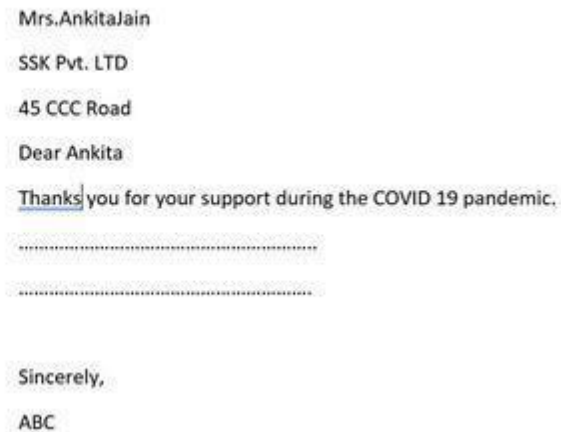 Mrs.AnkitaJain
SSK Pvt. LTD
45 CCC Road
Dear Ankita
Thanks you for your support during the COVID 19 pandemic.
............................................................
...........................................................
Sincerely,
ABC